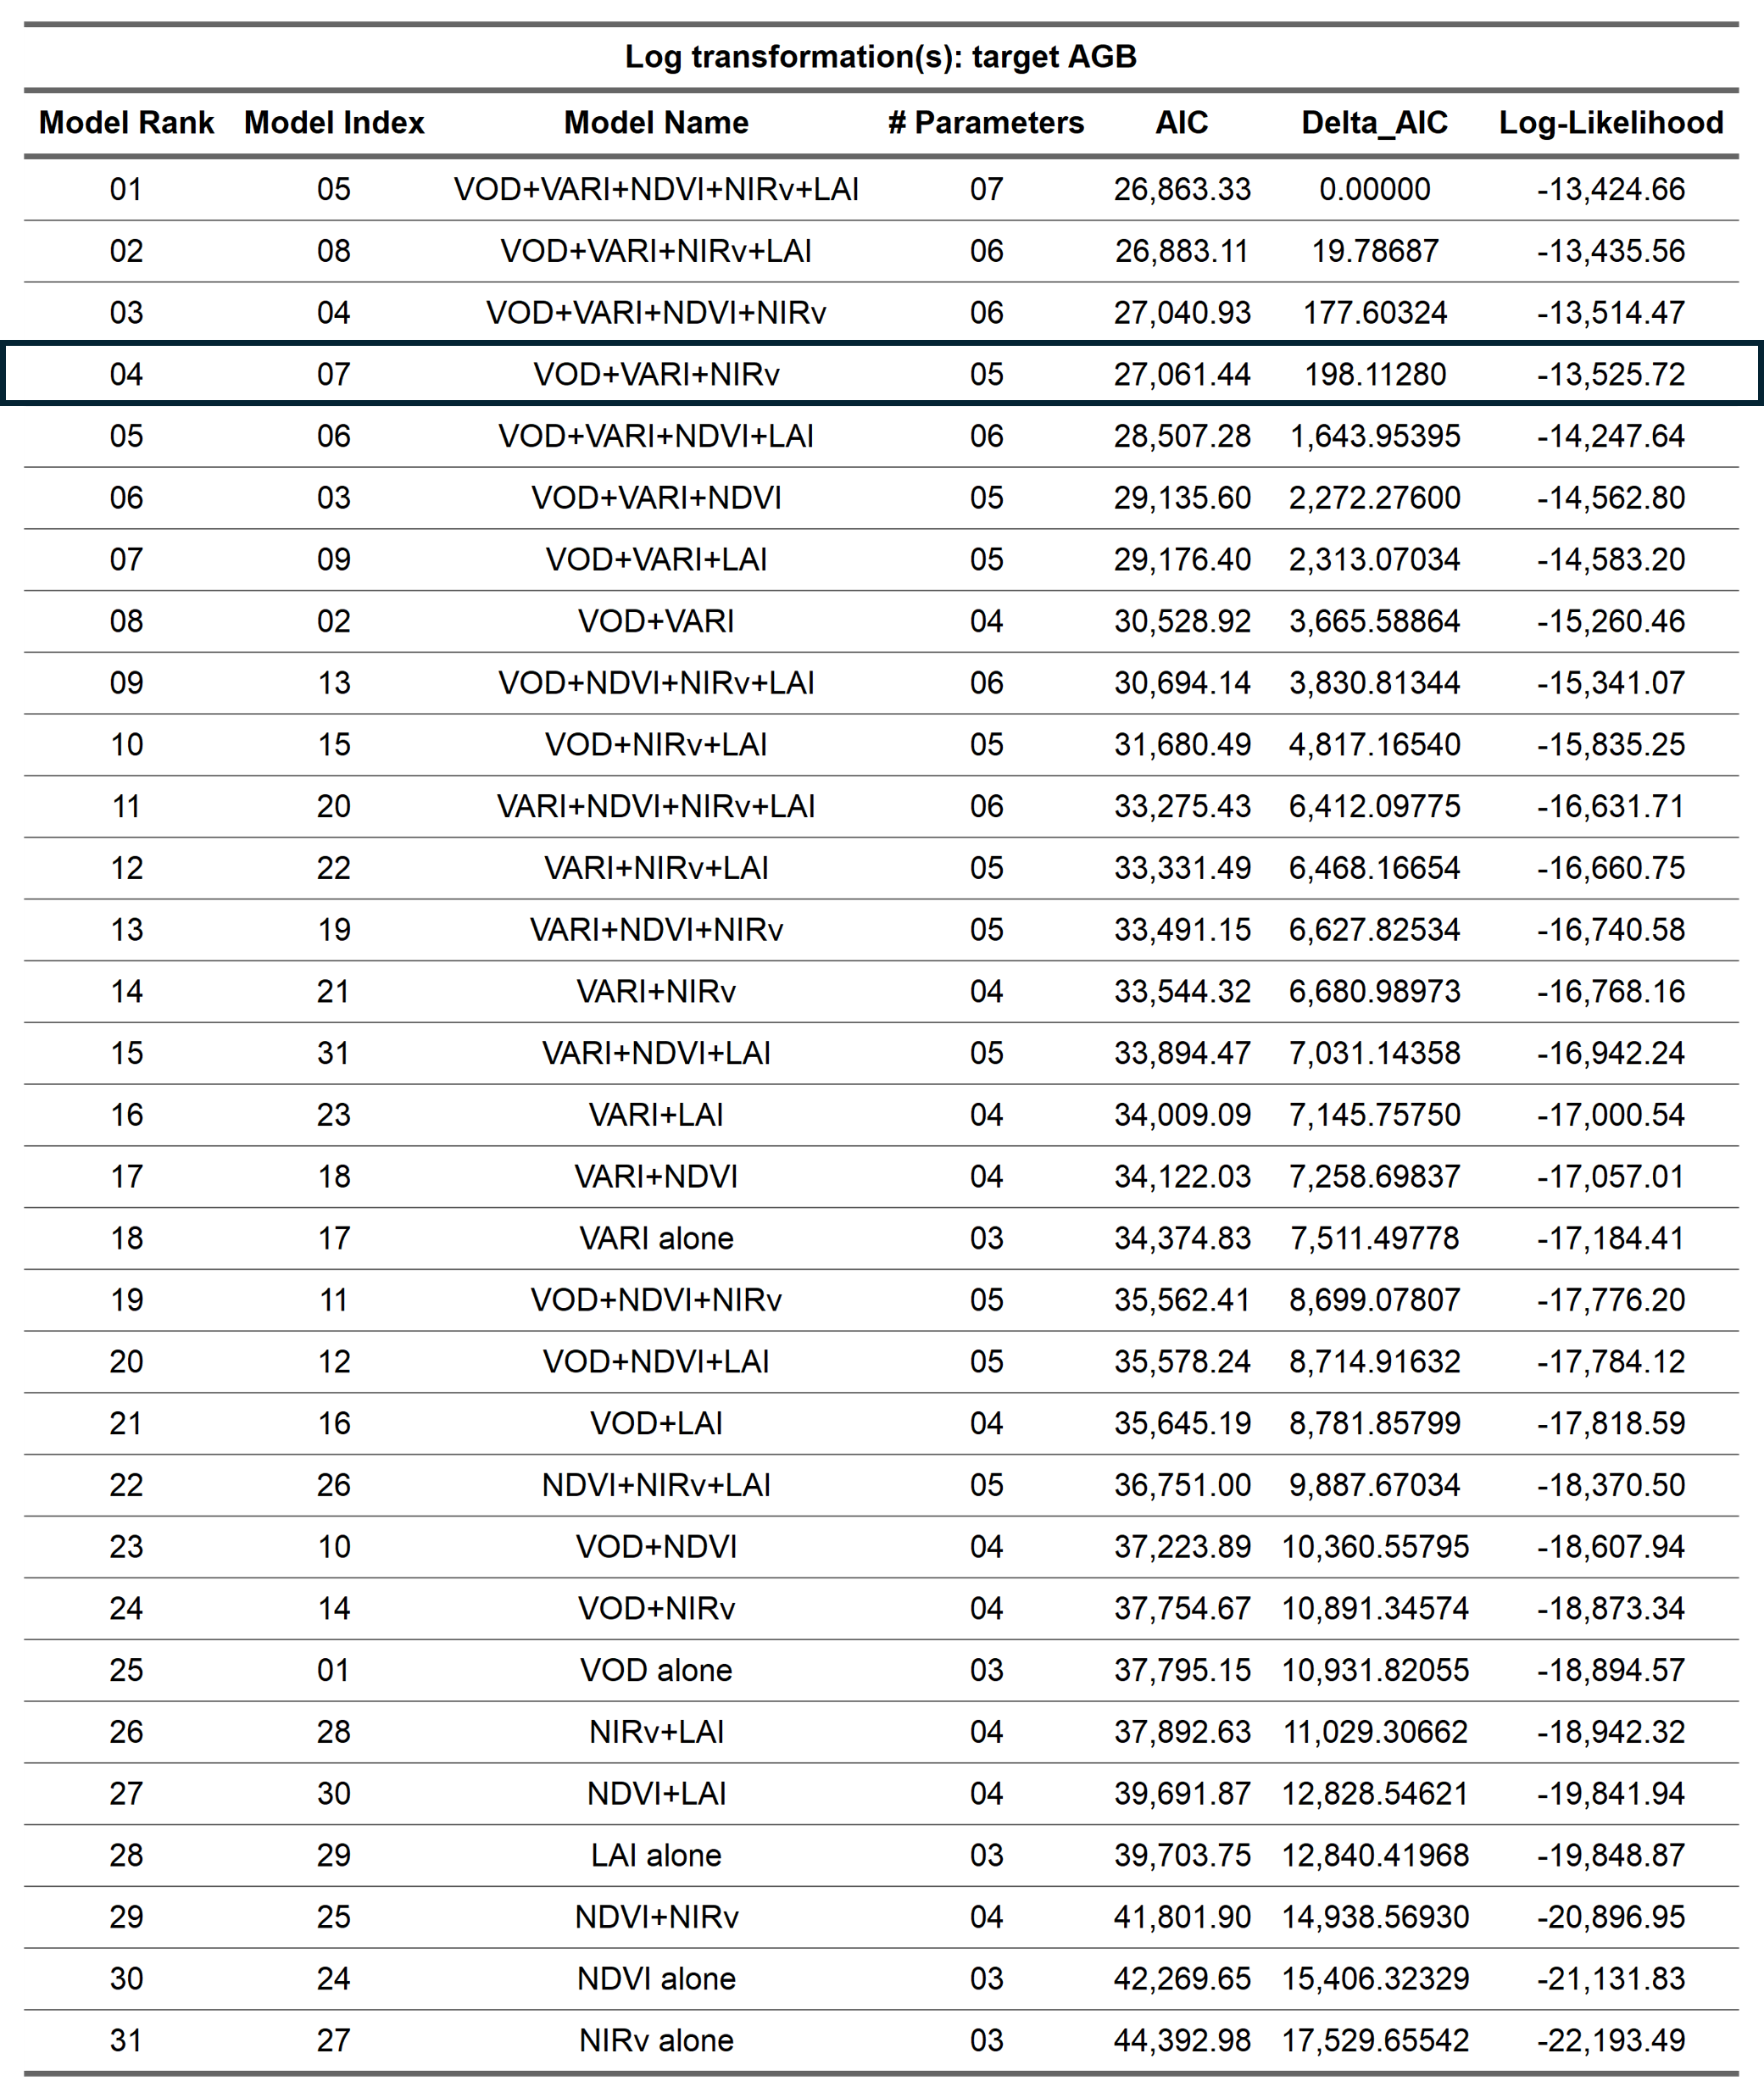 Log transformation(s): target AGB
Model Rank Model Index Model Name # Parameters AIC Delta_AIC Log-Likelihood
01 05 VOD+VARI+NDVI+NIRv+LAI 07 26,863.33 0.00000 -13,424.66
02 08 VOD+VARI+NIRv+LAI 06 26,883.11 19.78687 -13,435.56
03 04 VOD+VARI+NDVI+NIRv 06 27,040.93 177.60324 -13,514.47
04 07 VOD+VARI+NIRv 05 27,061.44 198.11280 -13,525.72
05 06 VOD+VARI+NDVI+LAI 06 28,507.28 1,643.95395 -14,247.64
06 03 VOD+VARI+NDVI 05 29,135.60 2,272.27600 -14,562.80
07 09 VOD+VARI+LAI 05 29,176.40 2,313.07034 -14,583.20
08 02 VOD+VARI 04 30,528.92 3,665.58864 -15,260.46
09 13 VOD+NDVI+NIRv+LAI 06 30,694.14 3,830.81344 -15,341.07
10 15 VOD+NIRv+LAI 05 31,680.49 4,817.16540 -15,835.25
11 20 VARI+NDVI+NIRv+LAI 06 33,275.43 6,412.09775 -16,631.71
12 22 VARI+NIRv+LAI 05 33,331.49 6,468.16654 -16,660.75
13 19 VARI+NDVI+NIRv 05 33,491.15 6,627.82534 -16,740.58
14 21 VARI+NIRv 04 33,544.32 6,680.98973 -16,768.16
15 31 VARI+NDVI+LAI 05 33,894.47 7,031.14358 -16,942.24
16 23 VARI+LAI 04 34,009.09 7,145.75750 -17,000.54
17 18 VARI+NDVI 04 34,122.03 7,258.69837 -17,057.01
18 17 VARI alone 03 34,374.83 7,511.49778 -17,184.41
19 11 VOD+NDVI+NIRv 05 35,562.41 8,699.07807 -17,776.20
20 12 VOD+NDVI+LAI 05 35,578.24 8,714.91632 -17,784.12
21 16 VOD+LAI 04 35,645.19 8,781.85799 -17,818.59
22 26 NDVI+NIRv+LAI 05 36,751.00 9,887.67034 -18,370.50
23 10 VOD+NDVI 04 37,223.89 10,360.55795 -18,607.94
24 14 VOD+NIRv 04 37,754.67 10,891.34574 -18,873.34
25 01 VOD alone 03 37,795.15 10,931.82055 -18,894.57
26 28 NIRv+LAI 04 37,892.63 11,029.30662 -18,942.32
27 30 NDVI+LAI 04 39,691.87 12,828.54621 -19,841.94
28 29 LAI alone 03 39,703.75 12,840.41968 -19,848.87
29 25 NDVI+NIRv 04 41,801.90 14,938.56930 -20,896.95
30 24 NDVI alone 03 42,269.65 15,406.32329 -21,131.83
31 27 NIRv alone 03 44,392.98 17,529.65542 -22,193.49